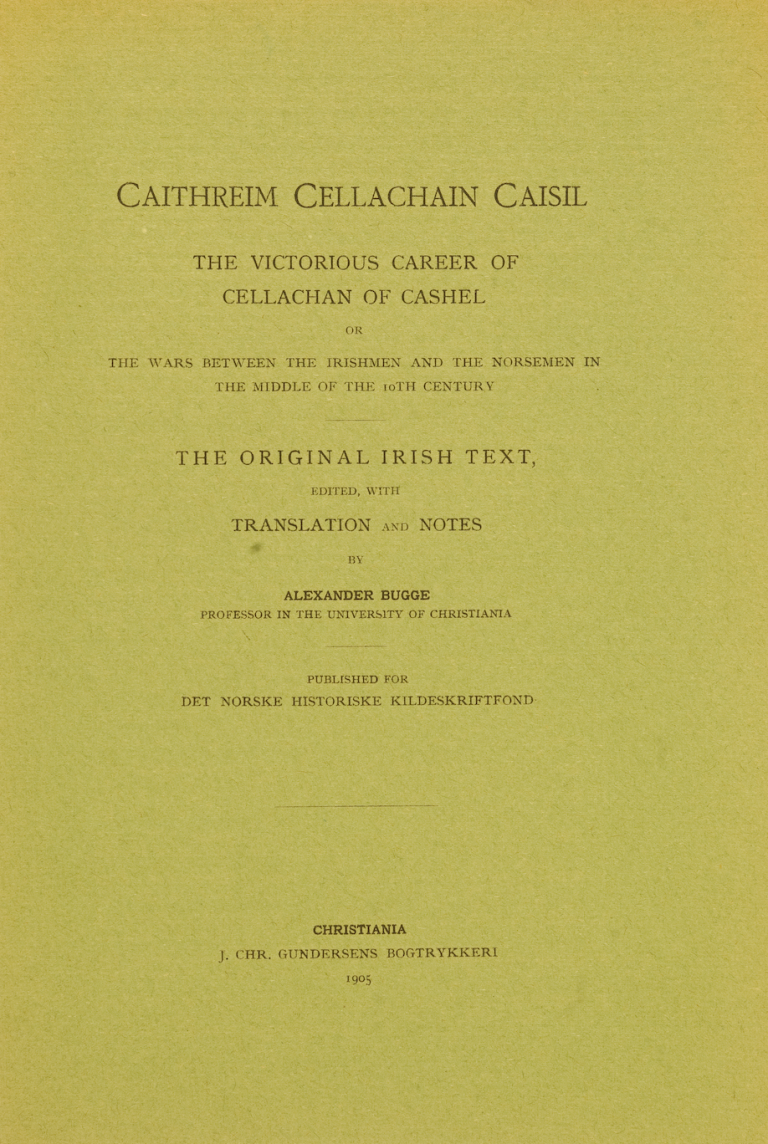 CAITHREIM CELLACHAIN CAISIL
THE VICTORIOUS CAREER OF
CELLACHAN OF CASHEL
OR
THE WARS BETWEEN THE IRISHMEN AND THE NORSEMEN IN
THE MIDDLE OF THE 10TH CENTURY
THE ORIGINAL IRISH TEXT,
EDITED, WITH
TRANSLATION AND NOTES
BY
ALEXANDER BUGGE
PROFESSOR IN THE UNIVERSITY OF CHRISTIANIA
PUBLISHED FOR
DET NORSKE HISTORISKE KILDESKRIFTFOND
CHRISTIANIA
J. CHR. GUNDERSENS BOGTRYKKERI
1905